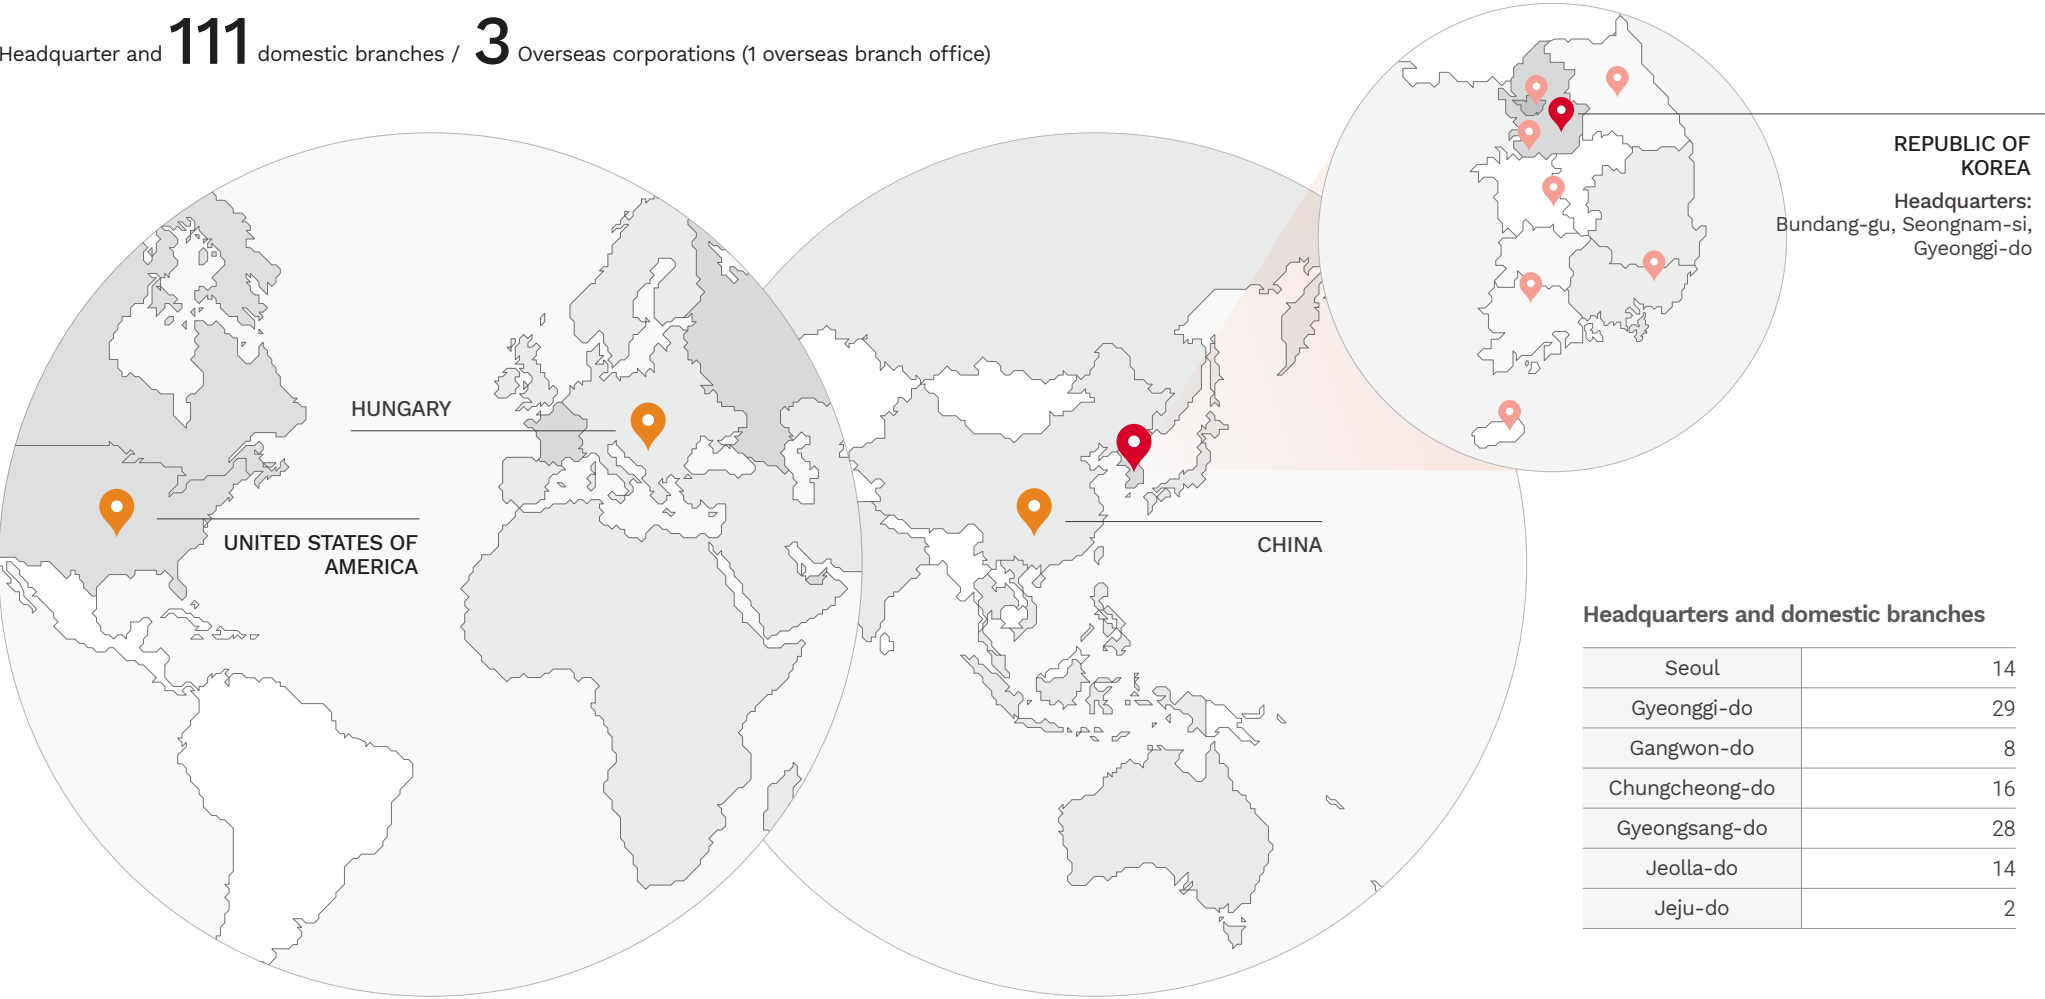 Headquarter and 111 domestic branches / 3 Overseas corporations (1 overseas branch office)
REPUBLIC OF
KOREA
Headquarters:
Bundang-gu, Seongnam-si,
Gyeonggi-do
HUNGARY
UNITED STATES OF
AMERICA
CHINA
Headquarters and domestic branches
Seoul 14
Gyeonggi-do 29
Gangwon-do 8
Chungcheong-do 16
Gyeongsang-do 28
Jeolla-do 14
Jeju-do 2